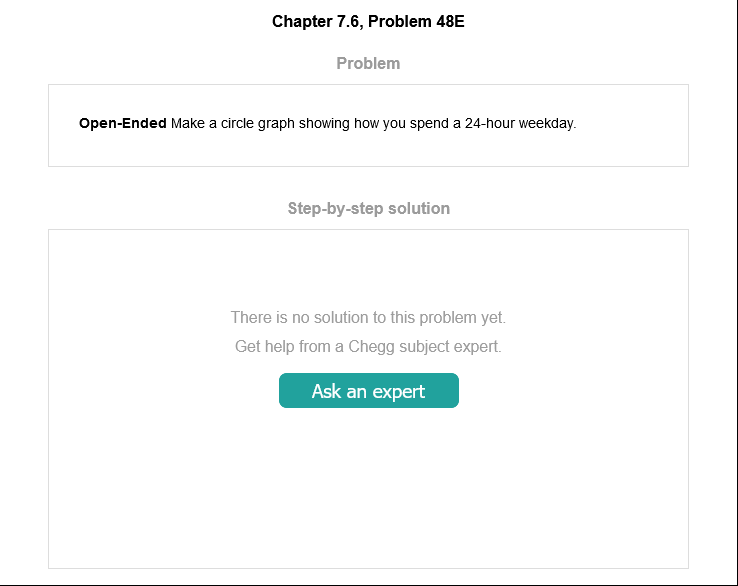 Chapter 7.6, Problem 48E
Problem
Open-Ended Make a circle graph showing how you spend a 24-hour weekday.
Step-by-step solution
There is no solution to this problem yet.
Get help from a Chegg subject expert.
Ask an expert